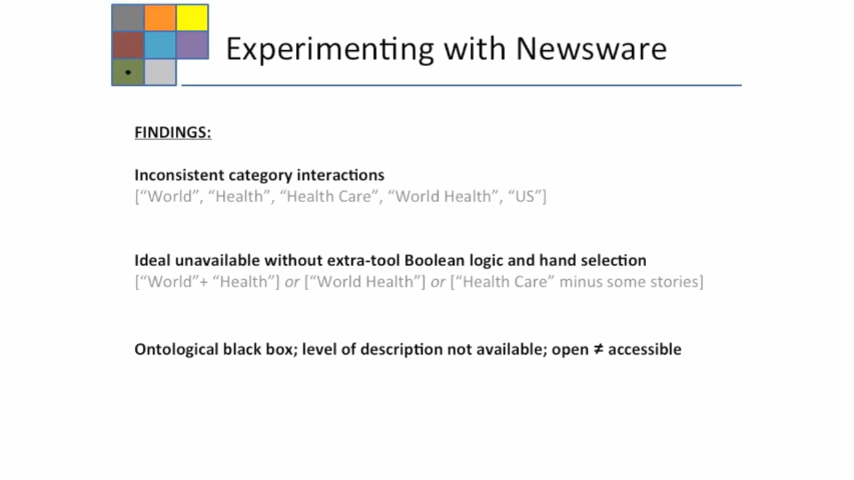 Experimenting with Newsware
FINDINGS:
Inconsistent category interactions
[“World”, “Health”, “Health Care”, “World Health”, “US”]
Ideal unavailable without extra-tool Boolean logic and hand selection
[“World”+ “Health”] or [“World Health”] or [“Health Care” minus some stories]
Ontological black box; level of description not available; open ≠ accessible